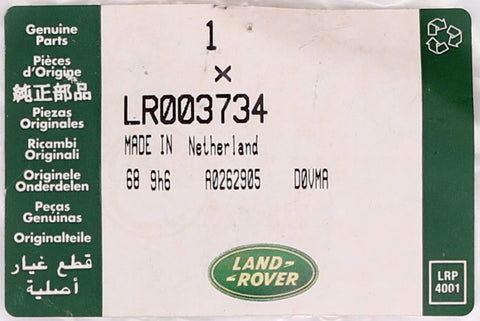 Genuine
Parts
Pièces
d'Origine
純正部品
Piezas
Originales
Ricambi
Originali
Originele
Onderdelen
Peças
Genuinas
Originalteile
قطع غيار
أصلية
1
×
LR003734
MADE IN Netherland
68 9h6 A0262905 D0VMA
LAND-
-ROVER
LRP
4001